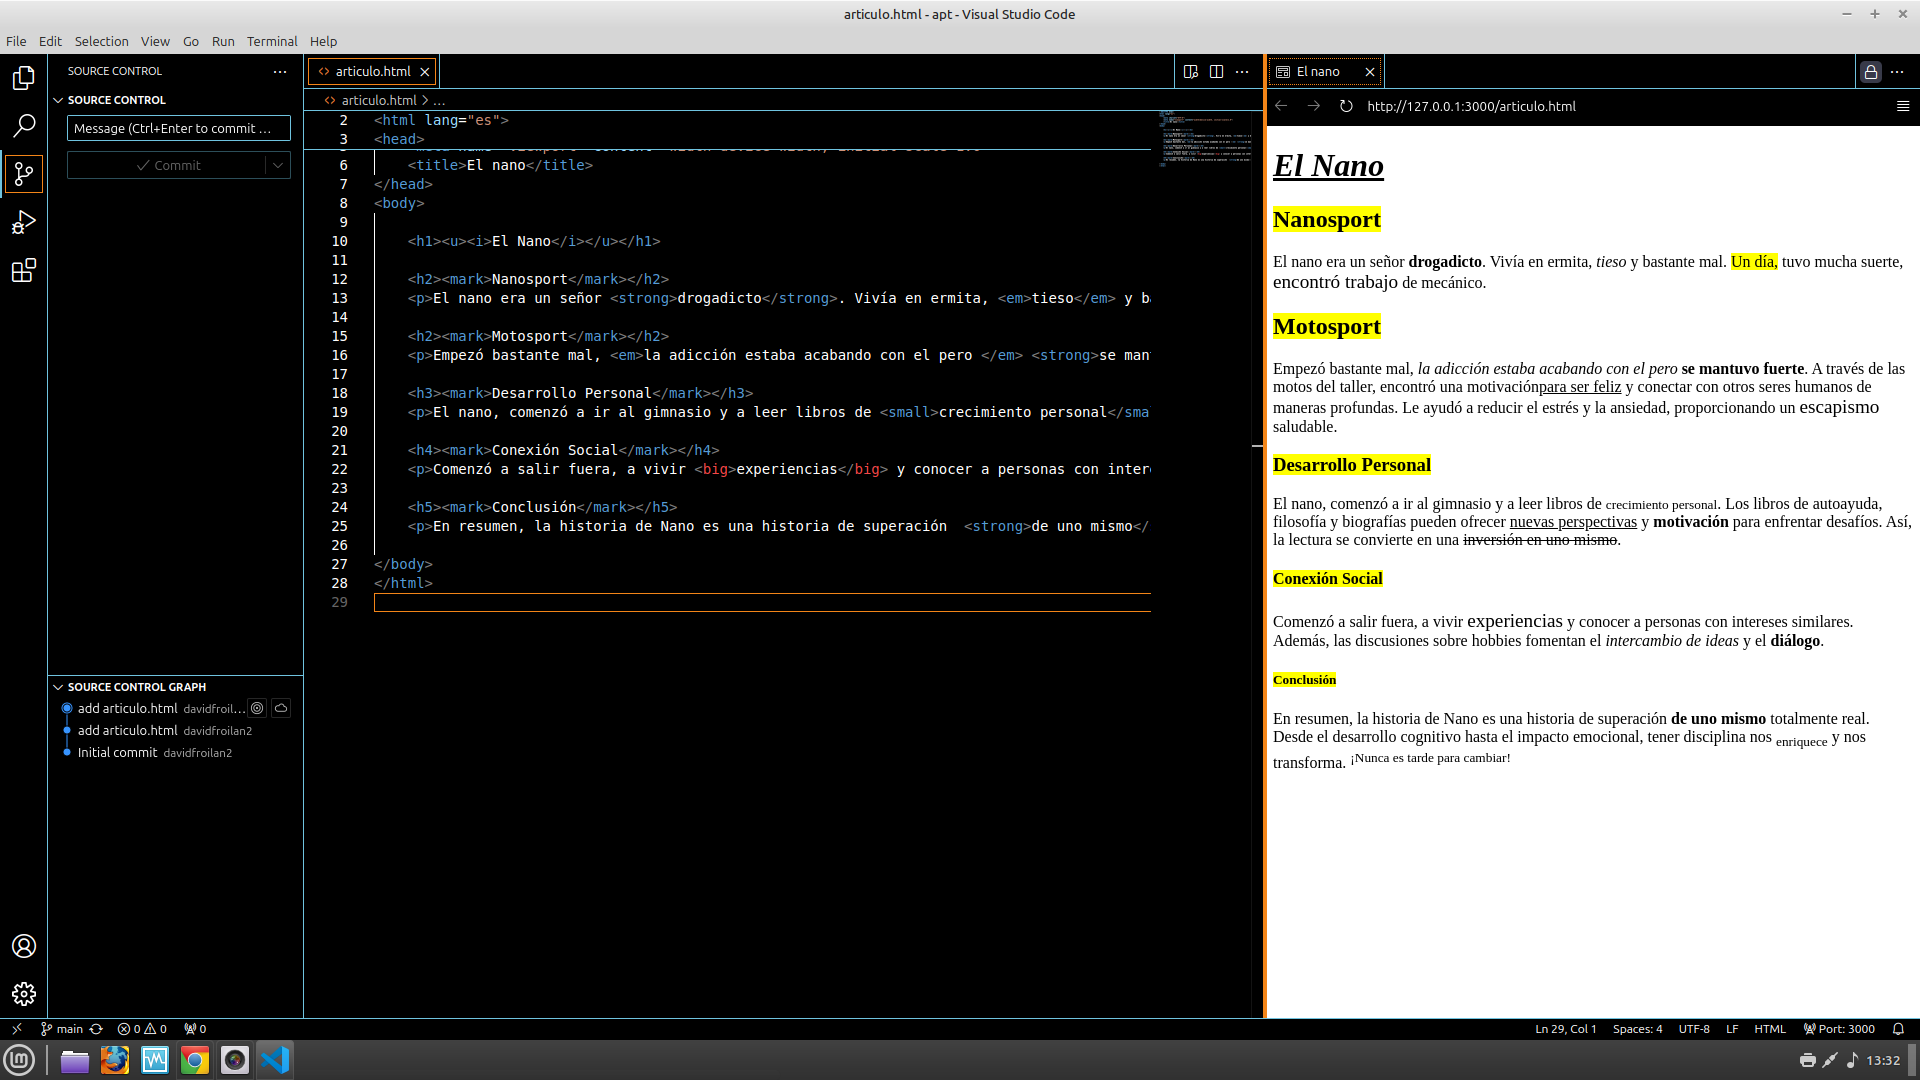 articulo.html - apt - Visual Studio Code
File Edit Selection View Go Run Terminal Help
SOURCE CONTROL
SOURCE CONTROL
Message (Ctrl+Enter to commit ...
Commit
SOURCE CONTROL GRAPH
add articulo.html davidfroil...
add articulo.html davidfroilan2
Initial commit davidfroilan2
articulo.html
articulo.html > ...
2 <html lang="es">
3 <head>
6 <title>El nano</title>
7 </head>
8 <body>
9
10 <h1><u><i>El Nano</i></u></h1>
11
12 <h2><mark>Nanosport</mark></h2>
13 <p>El nano era un señor <strong>drogadicto</strong>. Vivía en ermita, <em>tieso</em> y ba
14
15 <h2><mark>Motosport</mark></h2>
16 <p>Empezó bastante mal, <em>la adicción estaba acabando con el pero </em> <strong>se man
17
18 <h3><mark>Desarrollo Personal</mark></h3>
19 <p>El nano, comenzó a ir al gimnasio y a leer libros de <small>crecimiento personal</sma
20
21 <h4><mark>Conexión Social</mark></h4>
22 <p>Comenzó a salir fuera, a vivir <big>experiencias</big> y conocer a personas con inter
23
24 <h5><mark>Conclusión</mark></h5>
25 <p>En resumen, la historia de Nano es una historia de superación  <strong>de uno mismo</
26
27 </body>
28 </html>
29
El nano
http://127.0.0.1:3000/articulo.html
El Nano
Nanosport
El nano era un señor drogadicto. Vivía en ermita, tieso y bastante mal. Un día, tuvo mucha suerte,
encontró trabajo de mecánico.
Motosport
Empezó bastante mal, la adicción estaba acabando con el pero se mantuvo fuerte. A través de las
motos del taller, encontró una motivaciónpara ser feliz y conectar con otros seres humanos de
maneras profundas. Le ayudó a reducir el estrés y la ansiedad, proporcionando un escapismo
saludable.
Desarrollo Personal
El nano, comenzó a ir al gimnasio y a leer libros de crecimiento personal. Los libros de autoayuda,
filosofía y biografías pueden ofrecer nuevas perspectivas y motivación para enfrentar desafíos. Así,
la lectura se convierte en una inversión en uno mismo.
Conexión Social
Comenzó a salir fuera, a vivir experiencias y conocer a personas con intereses similares.
Además, las discusiones sobre hobbies fomentan el intercambio de ideas y el diálogo.
Conclusión
En resumen, la historia de Nano es una historia de superación de uno mismo totalmente real.
Desde el desarrollo cognitivo hasta el impacto emocional, tener disciplina nos enriquece y nos
transforma. ¡Nunca es tarde para cambiar!
main 0 0 0
Ln 29, Col 1 Spaces: 4 UTF-8 LF HTML Port: 3000
13:32